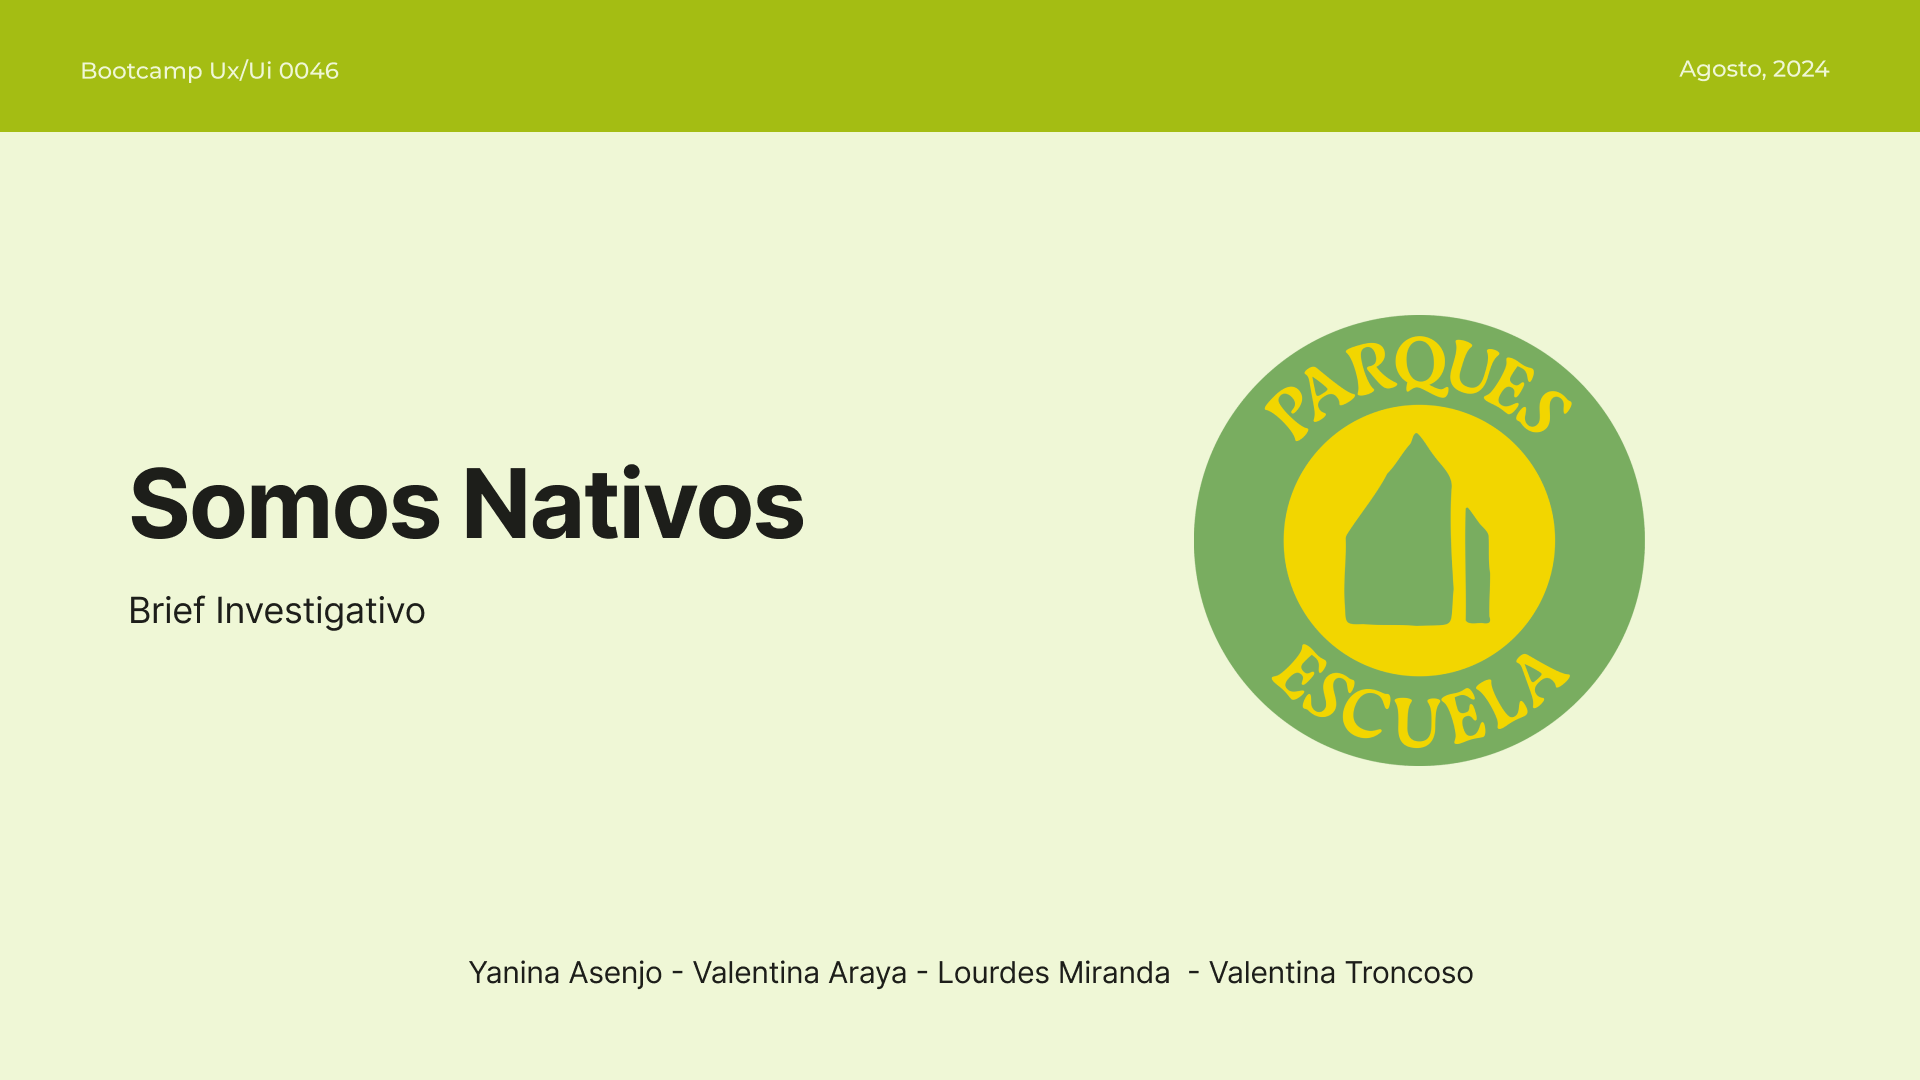 Bootcamp Ux/Ui 0046
Agosto, 2024
Somos Nativos
Brief Investigativo
PARQUES
ESCUELA
Yanina Asenjo - Valentina Araya - Lourdes Miranda  - Valentina Troncoso